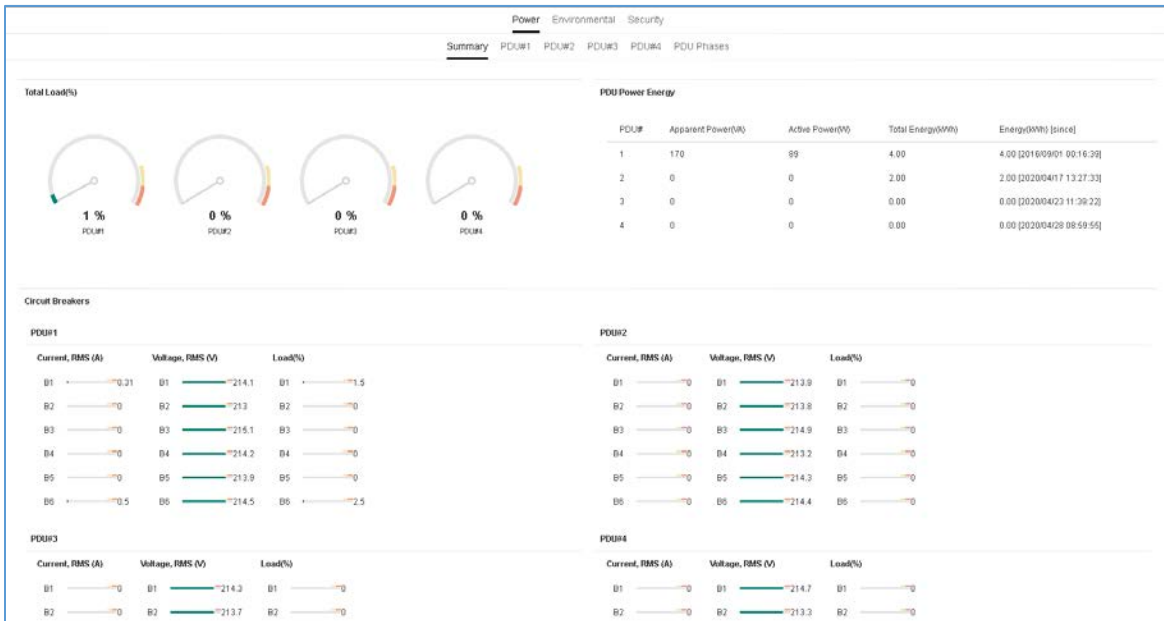 Power Environmental Security
Summary PDU#1 PDU#2 PDU#3 PDU#4 PDU Phases
Total Load(%)
1 %
PDU#1
0 %
PDU#2
0 %
PDU#3
0 %
PDU#4
PDU Power Energy
PDU# Apparent Power(VA) Active Power(W) Total Energy(kWh) Energy(kWh) [since]
1 170 89 4.00 4.00 [2016/09/01 00:16:39]
2 0 0 2.00 2.00 [2020/04/17 13:27:33]
3 0 0 0.00 0.00 [2020/04/23 11:39:22]
4 0 0 0.00 0.00 [2020/04/28 08:59:55]
Circuit Breakers
PDU#1
Current, RMS (A) Voltage, RMS (V) Load(%)
B1 0.31 B1 214.1 B1 1.5
B2 0 B2 213 B2 0
B3 0 B3 215.1 B3 0
B4 0 B4 214.2 B4 0
B5 0 B5 213.9 B5 0
B6 0.5 B6 214.5 B6 2.5
PDU#2
Current, RMS (A) Voltage, RMS (V) Load(%)
B1 0 B1 213.9 B1 0
B2 0 B2 213.8 B2 0
B3 0 B3 214.9 B3 0
B4 0 B4 213.2 B4 0
B5 0 B5 214.3 B5 0
B6 0 B6 214.4 B6 0
PDU#3
Current, RMS (A) Voltage, RMS (V) Load(%)
B1 0 B1 214.3 B1 0
B2 0 B2 213.7 B2 0
PDU#4
Current, RMS (A) Voltage, RMS (V) Load(%)
B1 0 B1 214.7 B1 0
B2 0 B2 213.3 B2 0